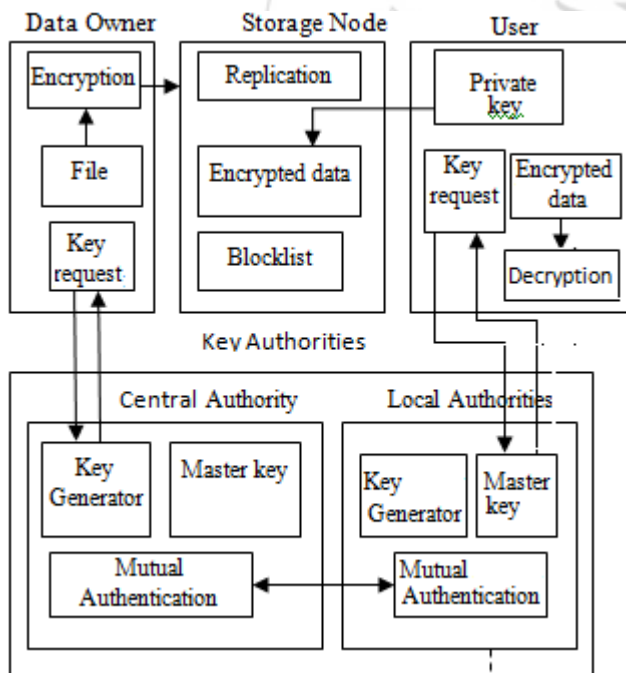 Data Owner
Storage Node
User
Encryption
File
Key
request
Replication
Encrypted data
Blocklist
Private
key
Key
request
Encrypted
data
Decryption
Key Authorities
Central Authority
Key
Generator
Master key
Mutual
Authentication
Local Authorities
Key
Generator
Master
key
Mutual
Authentication